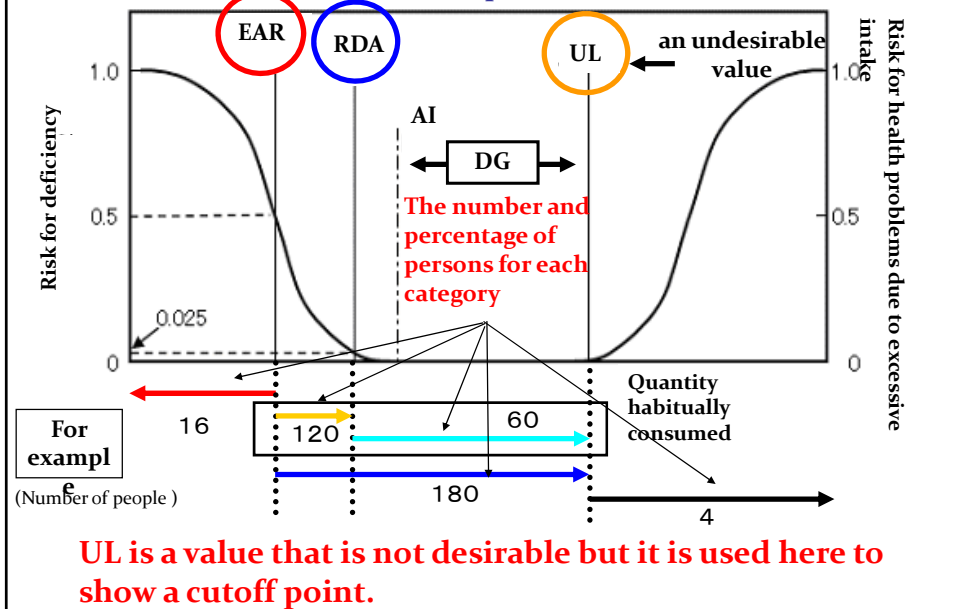 EAR
RDA
UL
an undesirable
value
1.0
1.0
Risk for deficiency
Risk for health problems due to excessive
intake
AI
DG
0.5
0.5
The number and
percentage of
persons for each
category
0.025
0
0
Quantity
habitually
consumed
16
120
60
For
exampl
e
(Number of people )
180
4
UL is a value that is not desirable but it is used here to
show a cutoff point.